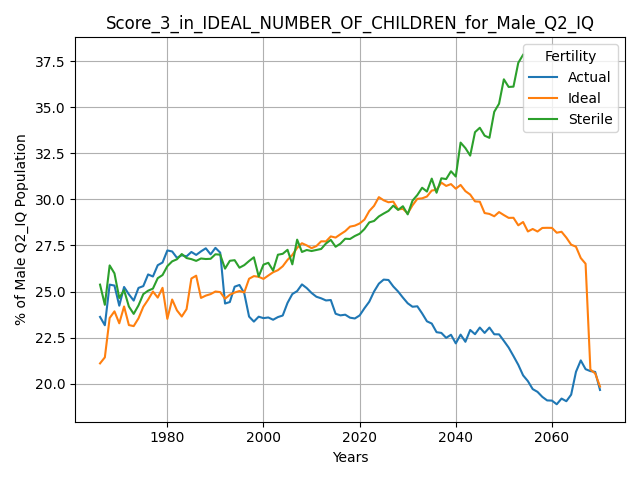 Score_3_in_IDEAL_NUMBER_OF_CHILDREN_for_Male_Q2_IQ
% of Male Q2_IQ Population
37.5
35.0
32.5
30.0
27.5
25.0
22.5
20.0
Fertility
Actual
Ideal
Sterile
1980
2000
2020
2040
2060
Years